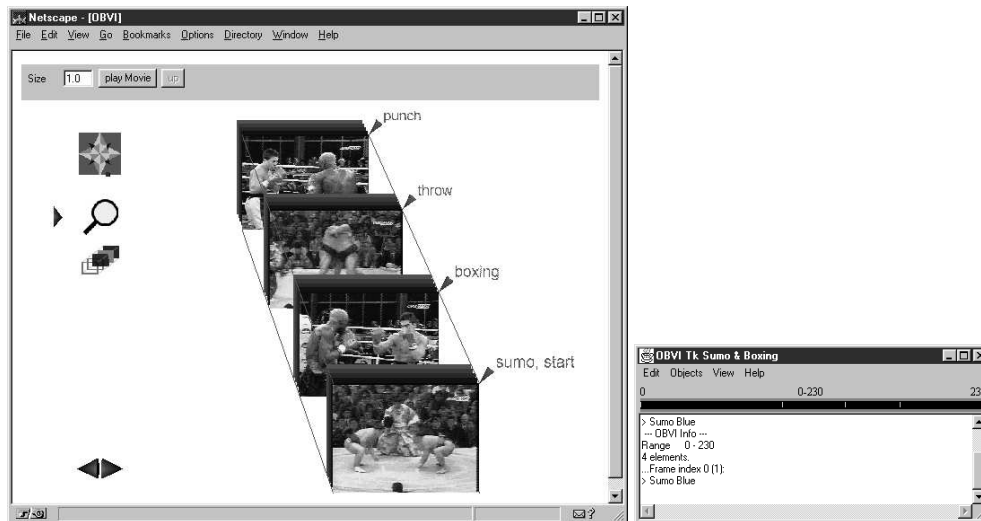 Netscape - [OBVI]
File Edit View Go Bookmarks Options Directory Window Help
Size 1.0 play Movie up
punch
throw
boxing
sumo, start
OBVI Tk Sumo & Boxing
Edit Objects View Help
0 0-230 23
> Sumo Blue
--- OBVI Info ---
Range 0 - 230
4 elements.
...Frame index 0 (1):
> Sumo Blue